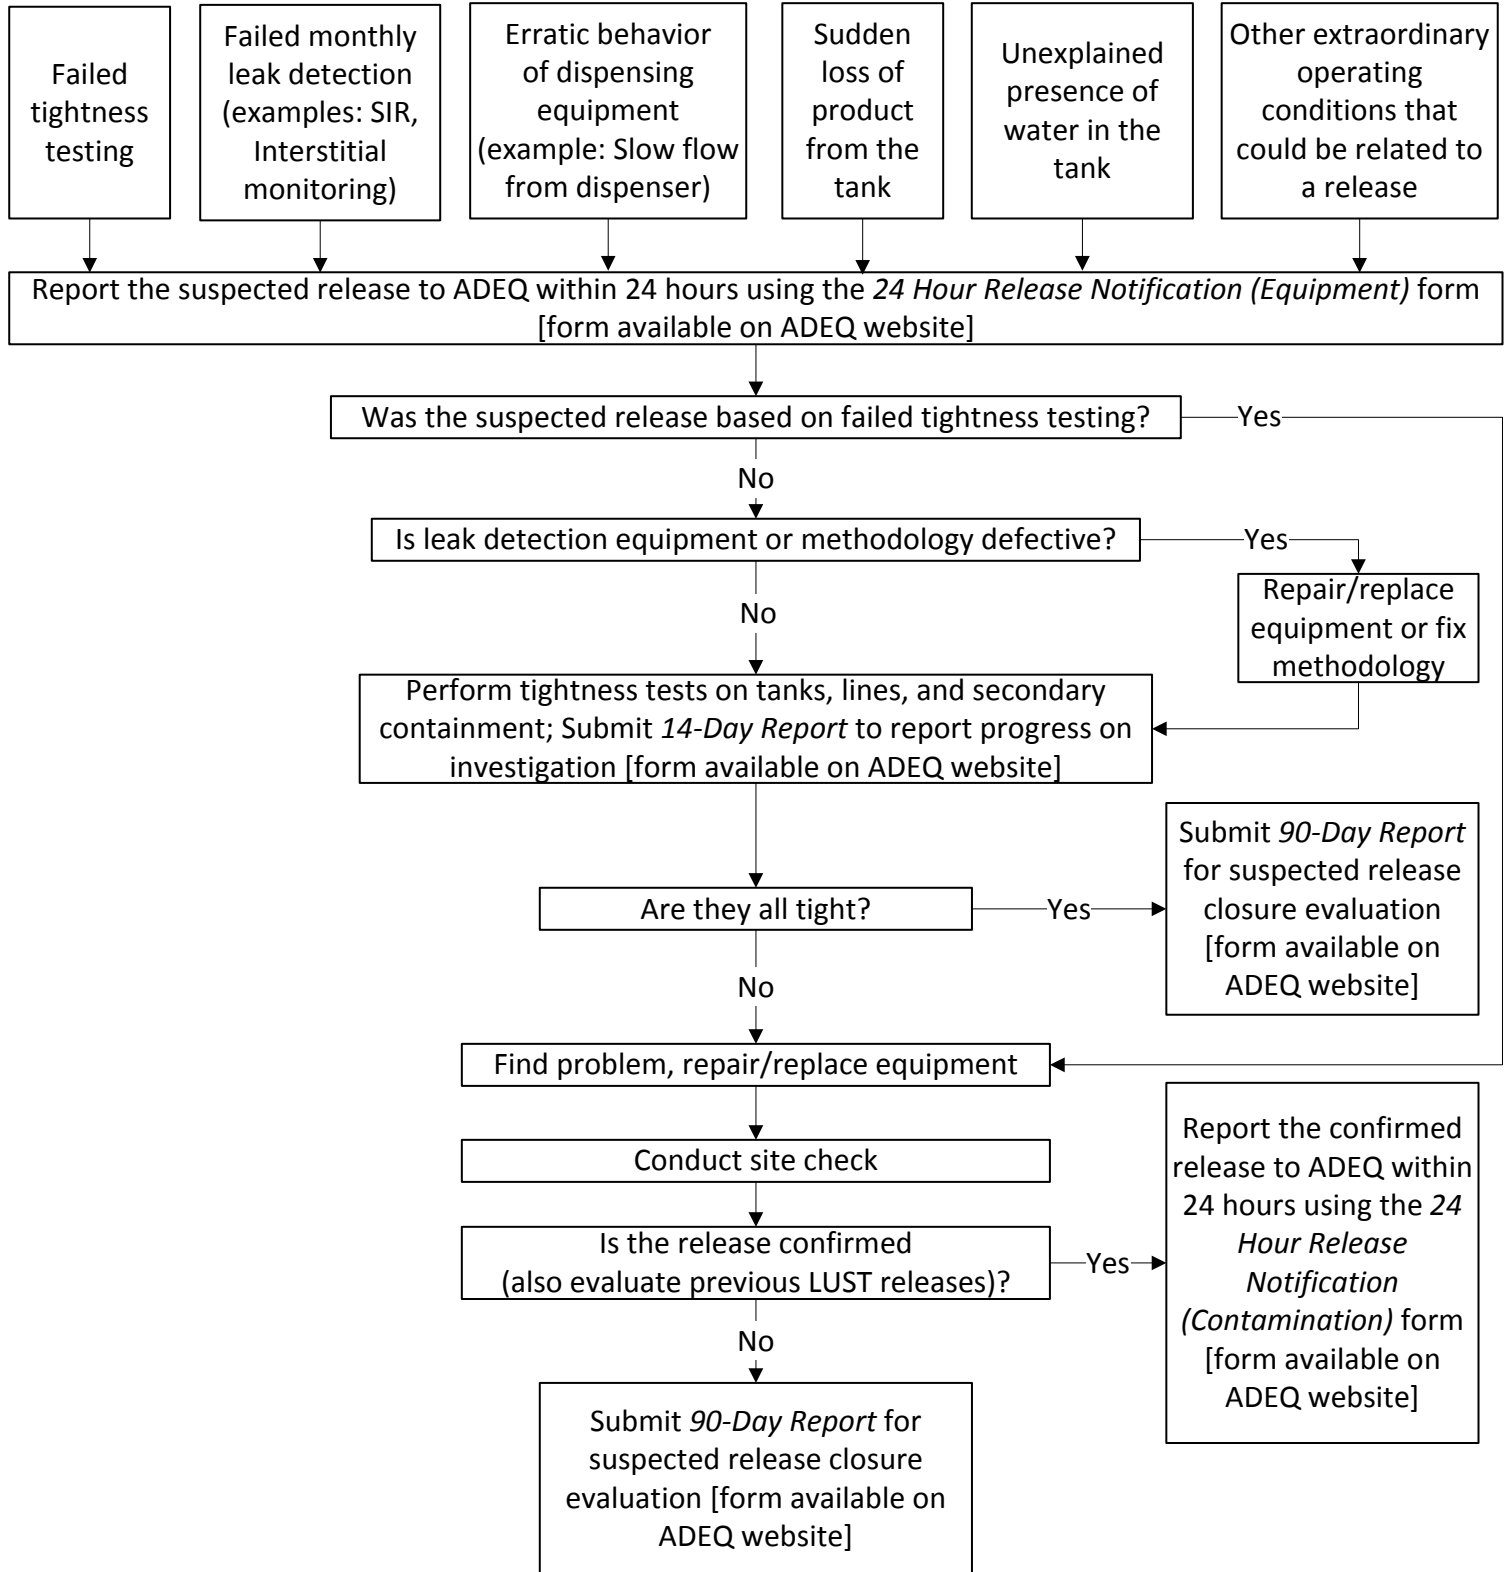 Failed
tightness
testing
Failed monthly
leak detection
(examples: SIR,
Interstitial
monitoring)
Erratic behavior
of dispensing
equipment
(example: Slow flow
from dispenser)
Sudden
loss of
product
from the
tank
Unexplained
presence of
water in the
tank
Other extraordinary
operating
conditions that
could be related to
a release
Report the suspected release to ADEQ within 24 hours using the 24 Hour Release Notification (Equipment) form
[form available on ADEQ website]
Was the suspected release based on failed tightness testing?
Yes
No
Is leak detection equipment or methodology defective?
Yes
Repair/replace
equipment or fix
methodology
No
Perform tightness tests on tanks, lines, and secondary
containment; Submit 14-Day Report to report progress on
investigation [form available on ADEQ website]
Are they all tight?
Yes
Submit 90-Day Report
for suspected release
closure evaluation
[form available on
ADEQ website]
No
Find problem, repair/replace equipment
Conduct site check
Is the release confirmed
(also evaluate previous LUST releases)?
Yes
Report the confirmed
release to ADEQ within
24 hours using the 24
Hour Release
Notification
(Contamination) form
[form available on
ADEQ website]
No
Submit 90-Day Report for
suspected release closure
evaluation [form available on
ADEQ website]